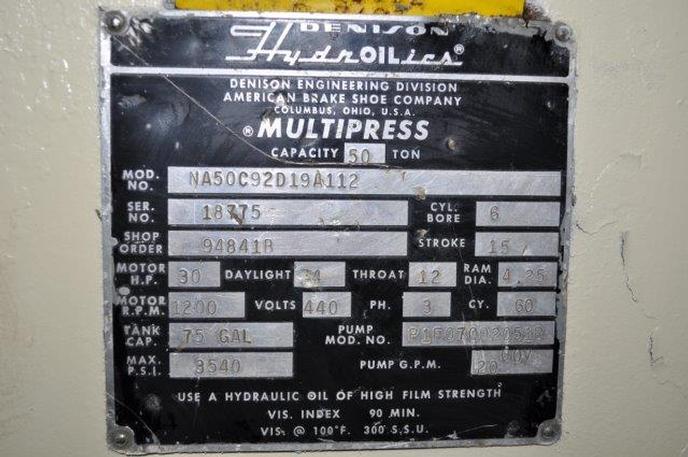 DENISON
HydrOILics®
DENISON ENGINEERING DIVISION
AMERICAN BRAKE SHOE COMPANY
COLUMBUS, OHIO, U.S.A.
® MULTIPRESS
CAPACITY 50 TON
MOD. NO. NA50C92D19A112
SER. NO. 18775 CYL. BORE 6
SHOP ORDER 94841B STROKE 15
MOTOR H.P. 30 DAYLIGHT THROAT 12 RAM DIA. 4.25
MOTOR R.P.M. 1200 VOLTS 440 PH. 3 CY. 60
TANK CAP. 75 GAL PUMP MOD. NO.
MAX. P.S.I. 3540 PUMP G.P.M. 20
USE A HYDRAULIC OIL OF HIGH FILM STRENGTH
VIS. INDEX 90 MIN.
VIS. @ 100°F. 300 S.S.U.